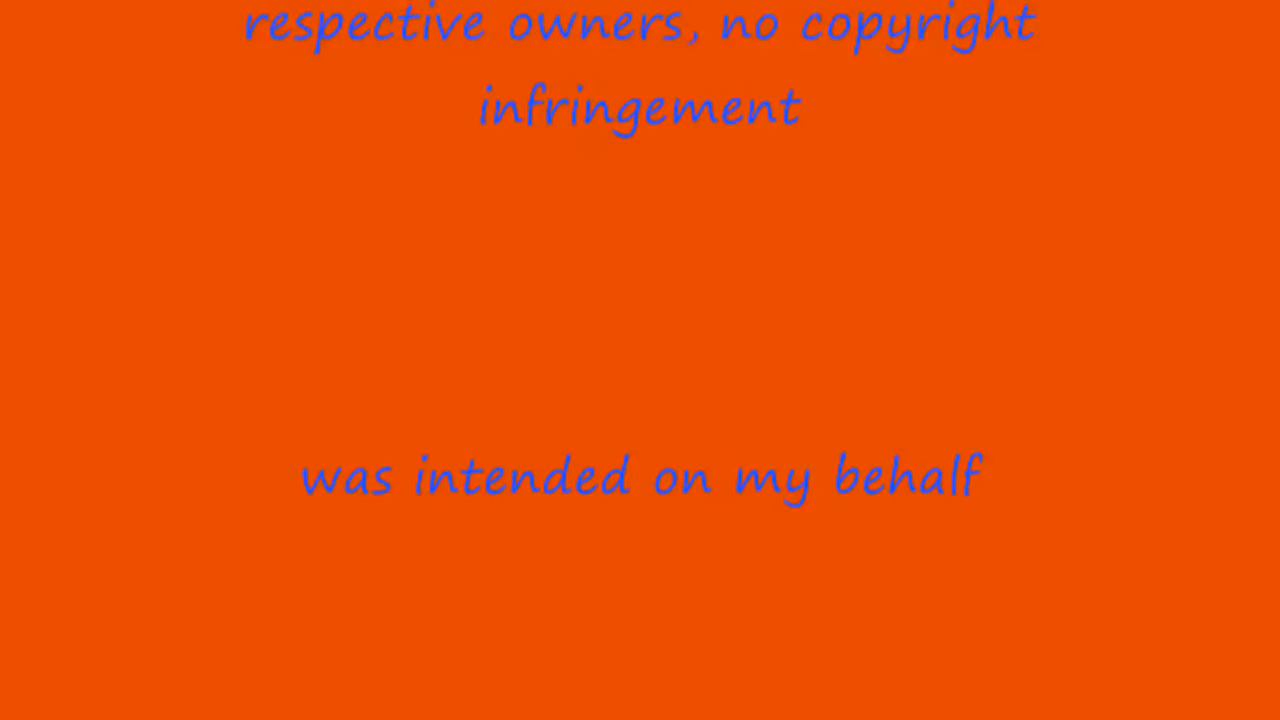 respective owners, no copyright
infringement
was intended on my behalf